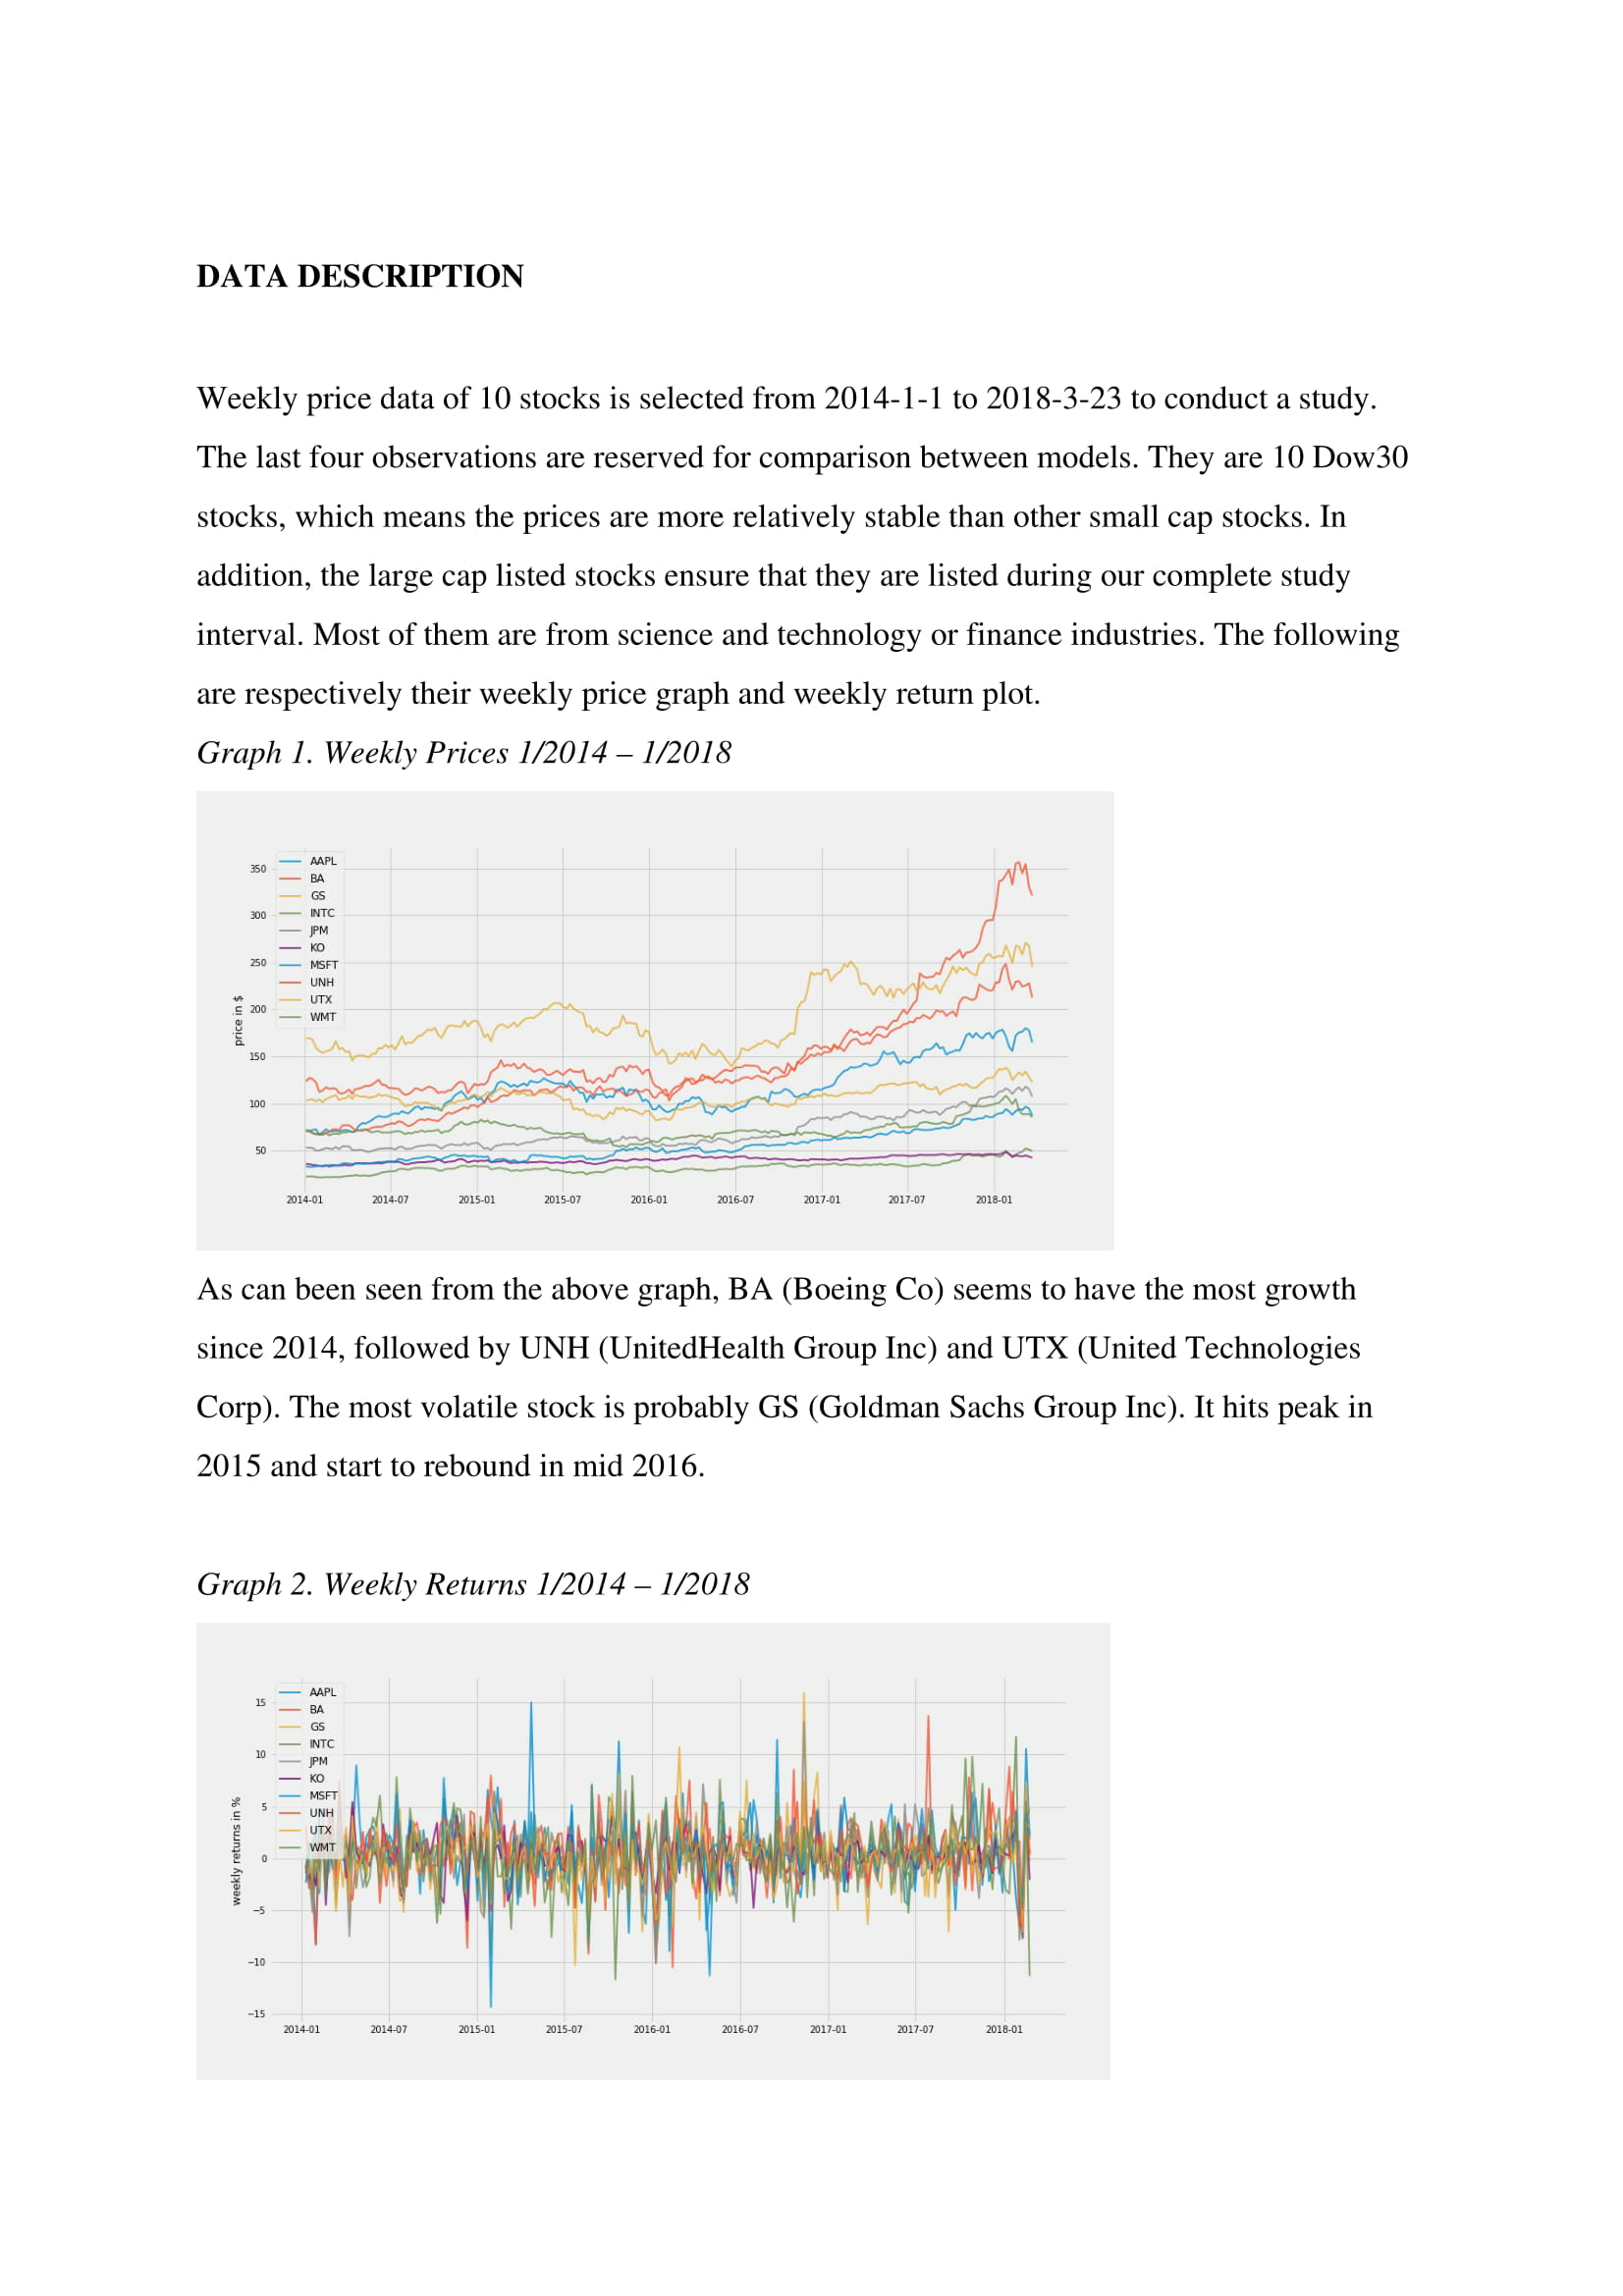 DATA DESCRIPTION
Weekly price data of 10 stocks is selected from 2014-1-1 to 2018-3-23 to conduct a study.
The last four observations are reserved for comparison between models. They are 10 Dow30
stocks, which means the prices are more relatively stable than other small cap stocks. In
addition, the large cap listed stocks ensure that they are listed during our complete study
interval. Most of them are from science and technology or finance industries. The following
are respectively their weekly price graph and weekly return plot.
Graph 1. Weekly Prices 1/2014 – 1/2018
AAPL
BA
GS
INTC
JPM
KO
MSFT
UNH
UTX
WMT
price in $
350
300
250
200
150
100
50
2014-01 2014-07 2015-01 2015-07 2016-01 2016-07 2017-01 2017-07 2018-01
As can been seen from the above graph, BA (Boeing Co) seems to have the most growth
since 2014, followed by UNH (UnitedHealth Group Inc) and UTX (United Technologies
Corp). The most volatile stock is probably GS (Goldman Sachs Group Inc). It hits peak in
2015 and start to rebound in mid 2016.
Graph 2. Weekly Returns 1/2014 – 1/2018
AAPL
BA
GS
INTC
JPM
KO
MSFT
UNH
UTX
WMT
weekly returns in %
15
10
5
0
−5
−10
−15
2014-01 2014-07 2015-01 2015-07 2016-01 2016-07 2017-01 2017-07 2018-01